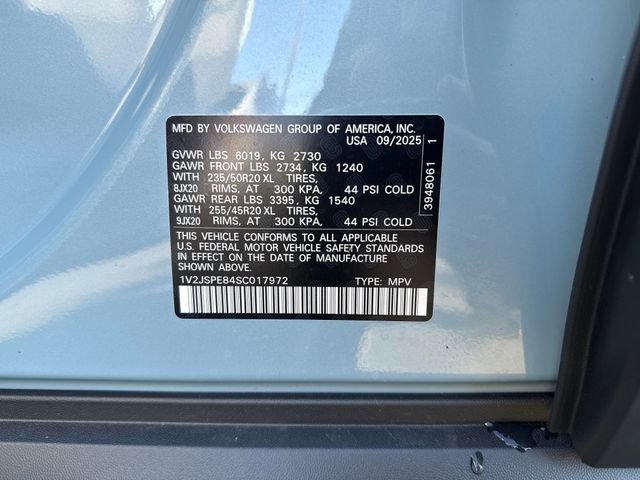 MFD BY VOLKSWAGEN GROUP OF AMERICA, INC.
USA 09/2025
GVWR LBS 6019, KG 2730
GAWR FRONT LBS 2734, KG 1240
WITH 235/50R20 XL TIRES,
8JX20 RIMS, AT 300 KPA, 44 PSI COLD
GAWR REAR LBS 3395, KG 1540
WITH 255/45R20 XL TIRES,
9JX20 RIMS, AT 300 KPA, 44 PSI COLD
THIS VEHICLE CONFORMS TO ALL APPLICABLE
U.S. FEDERAL MOTOR VEHICLE SAFETY STANDARDS
IN EFFECT ON THE DATE OF MANUFACTURE
SHOWN ABOVE.
1V2JSPE84SC017972 TYPE: MPV
3948061 1